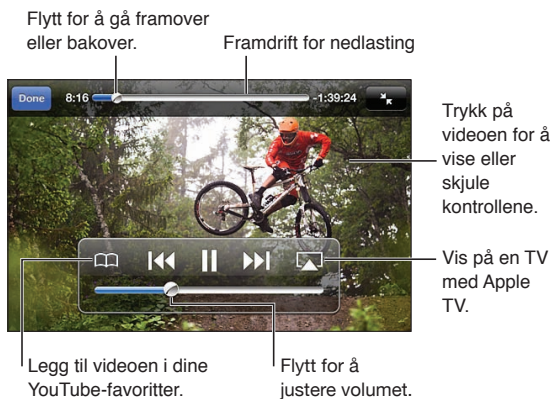 Flytt for å gå framover
eller bakover.
Framdrift for nedlasting
Done
8:16
-1:39:24
Trykk på
videoen for å
vise eller
skjule
kontrollene.
Vis på en TV
med Apple
TV.
Legg til videoen i dine
YouTube-favoritter.
Flytt for å
justere volumet.